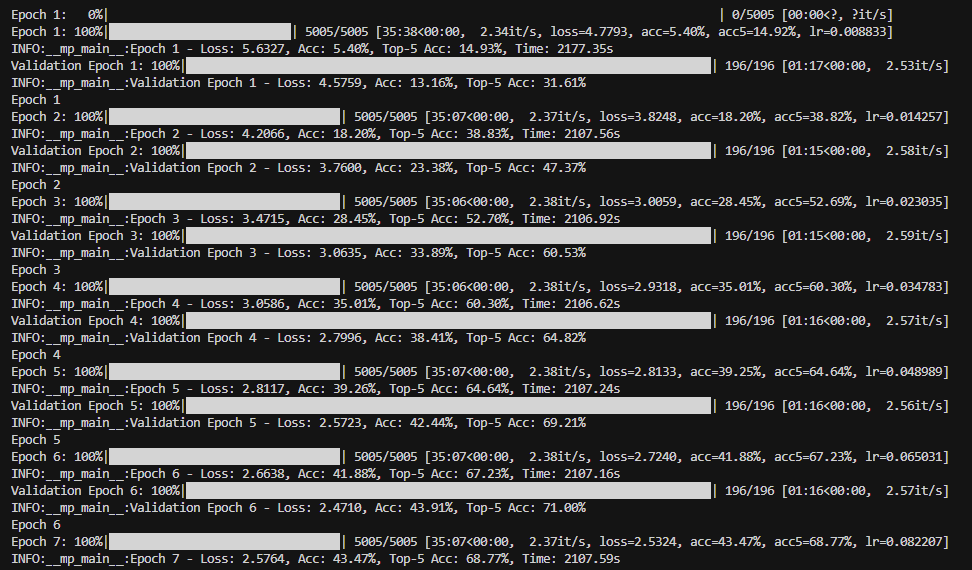 Epoch 1:   0%|          | 0/5005 [00:00<?, ?it/s]
Epoch 1: 100%|██████████| 5005/5005 [35:38<00:00,  2.34it/s, loss=4.7793, acc=5.40%, acc5=14.92%, lr=0.008833]
INFO:__mp_main__:Epoch 1 - Loss: 5.6327, Acc: 5.40%, Top-5 Acc: 14.93%, Time: 2177.35s
Validation Epoch 1: 100%|██████████| 196/196 [01:17<00:00,  2.53it/s]
INFO:__mp_main__:Validation Epoch 1 - Loss: 4.5759, Acc: 13.16%, Top-5 Acc: 31.61%
Epoch 1
Epoch 2: 100%|██████████| 5005/5005 [35:07<00:00,  2.37it/s, loss=3.8248, acc=18.20%, acc5=38.82%, lr=0.014257]
INFO:__mp_main__:Epoch 2 - Loss: 4.2066, Acc: 18.20%, Top-5 Acc: 38.83%, Time: 2107.56s
Validation Epoch 2: 100%|██████████| 196/196 [01:15<00:00,  2.58it/s]
INFO:__mp_main__:Validation Epoch 2 - Loss: 3.7600, Acc: 23.38%, Top-5 Acc: 47.37%
Epoch 2
Epoch 3: 100%|██████████| 5005/5005 [35:06<00:00,  2.38it/s, loss=3.0059, acc=28.45%, acc5=52.69%, lr=0.023035]
INFO:__mp_main__:Epoch 3 - Loss: 3.4715, Acc: 28.45%, Top-5 Acc: 52.70%, Time: 2106.92s
Validation Epoch 3: 100%|██████████| 196/196 [01:15<00:00,  2.59it/s]
INFO:__mp_main__:Validation Epoch 3 - Loss: 3.0635, Acc: 33.89%, Top-5 Acc: 60.53%
Epoch 3
Epoch 4: 100%|██████████| 5005/5005 [35:06<00:00,  2.38it/s, loss=2.9318, acc=35.01%, acc5=60.30%, lr=0.034783]
INFO:__mp_main__:Epoch 4 - Loss: 3.0586, Acc: 35.01%, Top-5 Acc: 60.30%, Time: 2106.62s
Validation Epoch 4: 100%|██████████| 196/196 [01:16<00:00,  2.57it/s]
INFO:__mp_main__:Validation Epoch 4 - Loss: 2.7996, Acc: 38.41%, Top-5 Acc: 64.82%
Epoch 4
Epoch 5: 100%|██████████| 5005/5005 [35:07<00:00,  2.38it/s, loss=2.8133, acc=39.25%, acc5=64.64%, lr=0.048989]
INFO:__mp_main__:Epoch 5 - Loss: 2.8117, Acc: 39.26%, Top-5 Acc: 64.64%, Time: 2107.24s
Validation Epoch 5: 100%|██████████| 196/196 [01:16<00:00,  2.56it/s]
INFO:__mp_main__:Validation Epoch 5 - Loss: 2.5723, Acc: 42.44%, Top-5 Acc: 69.21%
Epoch 5
Epoch 6: 100%|██████████| 5005/5005 [35:07<00:00,  2.38it/s, loss=2.7240, acc=41.88%, acc5=67.23%, lr=0.065031]
INFO:__mp_main__:Epoch 6 - Loss: 2.6638, Acc: 41.88%, Top-5 Acc: 67.23%, Time: 2107.16s
Validation Epoch 6: 100%|██████████| 196/196 [01:16<00:00,  2.57it/s]
INFO:__mp_main__:Validation Epoch 6 - Loss: 2.4710, Acc: 43.91%, Top-5 Acc: 71.00%
Epoch 6
Epoch 7: 100%|██████████| 5005/5005 [35:07<00:00,  2.37it/s, loss=2.5324, acc=43.47%, acc5=68.77%, lr=0.082207]
INFO:__mp_main__:Epoch 7 - Loss: 2.5764, Acc: 43.47%, Top-5 Acc: 68.77%, Time: 2107.59s